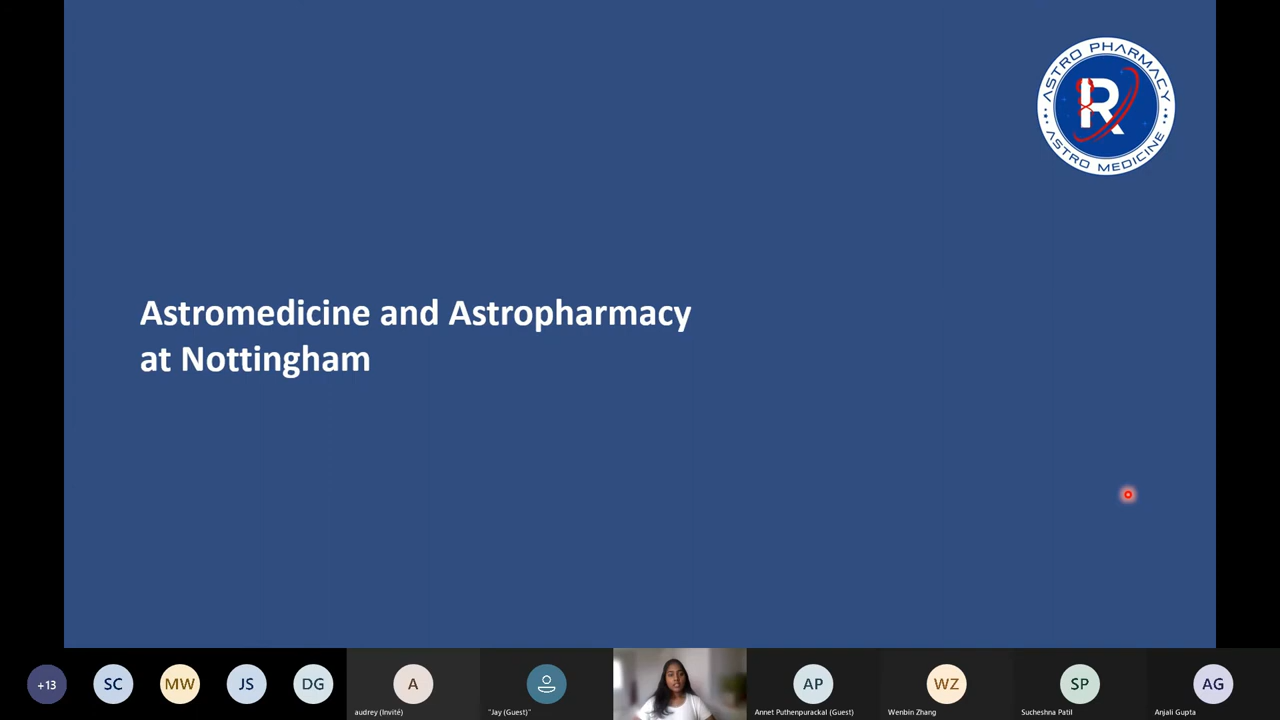 ASTRO PHARMACY
R
ASTRO MEDICINE
Astromedicine and Astropharmacy
at Nottingham
+13
SC
MW
JS
DG
A
AP
WZ
SP
AG
audrey (Invité)
"Jay (Guest)"
Annet Puthenpurackal (Guest)
Wenbin Zhang
Sucheshna Patil
Anjali Gupta